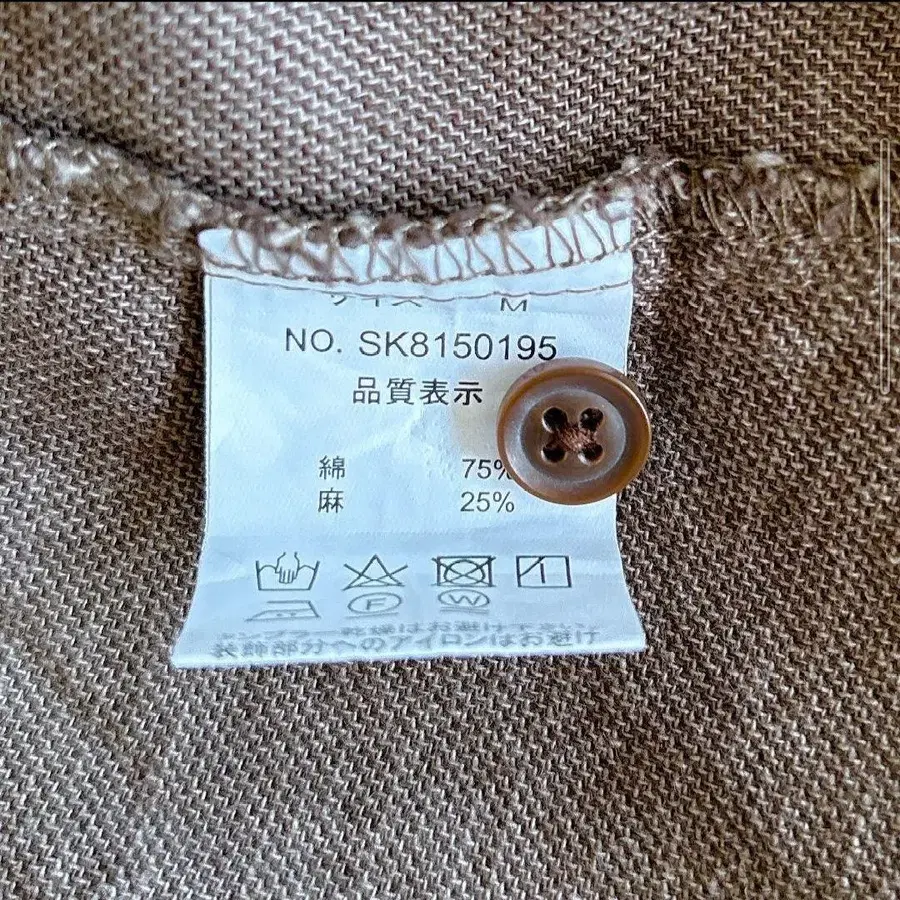 サイズ M
NO. SK8150195
品質表示
綿 75%
麻 25%
F W
タンブラー乾燥はお避け下さい
装飾部分へのアイロンはお避け